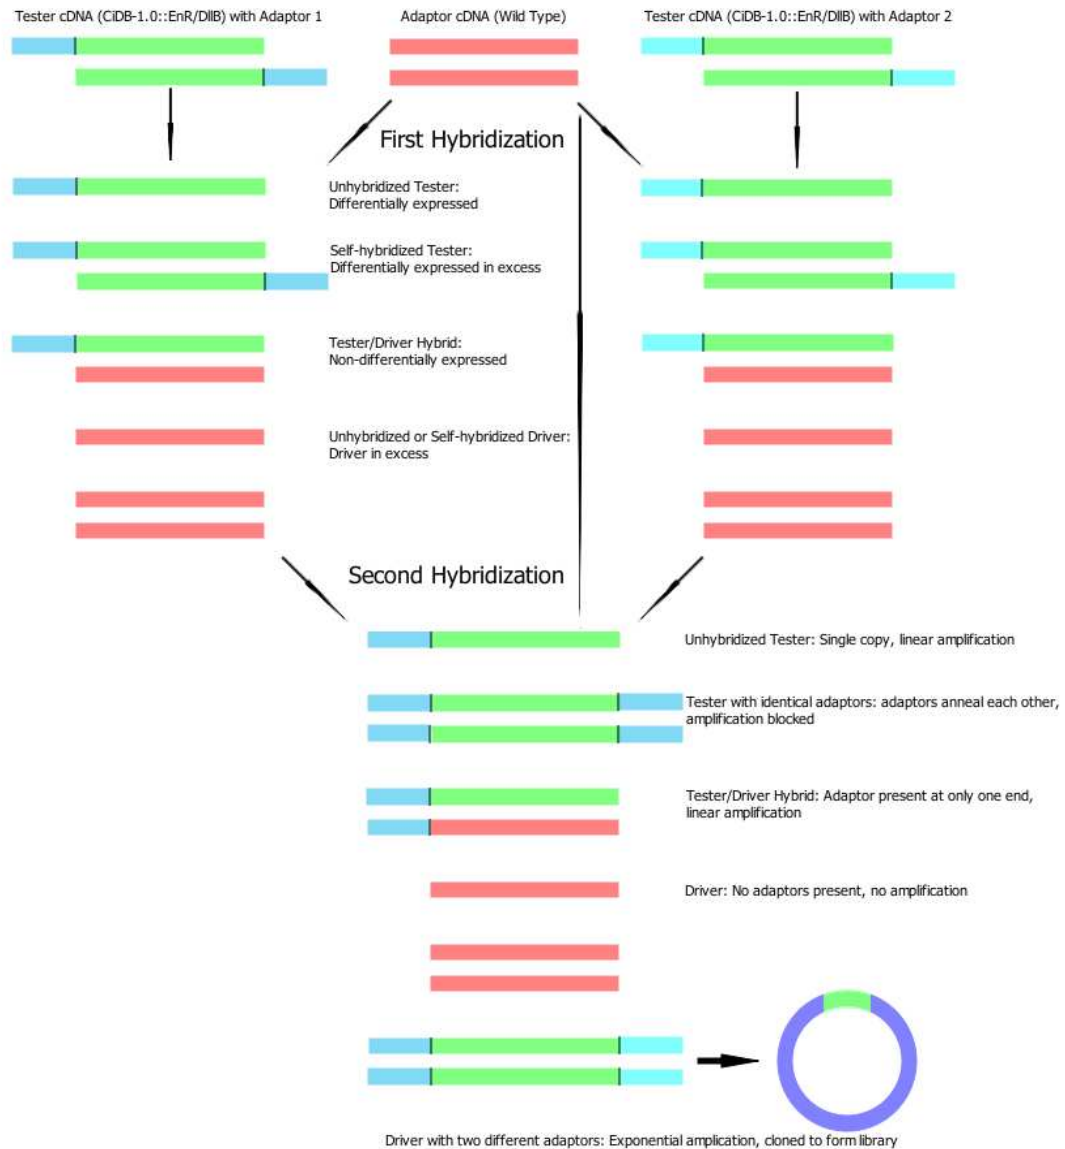 Tester cDNA (CiDB-1.0::EnR/DllB) with Adaptor 1
Adaptor cDNA (Wild Type)
Tester cDNA (CiDB-1.0::EnR/DllB) with Adaptor 2
First Hybridization
Unhybridized Tester:
Differentially expressed
Self-hybridized Tester:
Differentially expressed in excess
Tester/Driver Hybrid:
Non-differentially expressed
Unhybridized or Self-hybridized Driver:
Driver in excess
Second Hybridization
Unhybridized Tester: Single copy, linear amplification
Tester with identical adaptors: adaptors anneal each other,
amplification blocked
Tester/Driver Hybrid: Adaptor present at only one end,
linear amplification
Driver: No adaptors present, no amplification
Driver with two different adaptors: Exponential amplication, cloned to form library